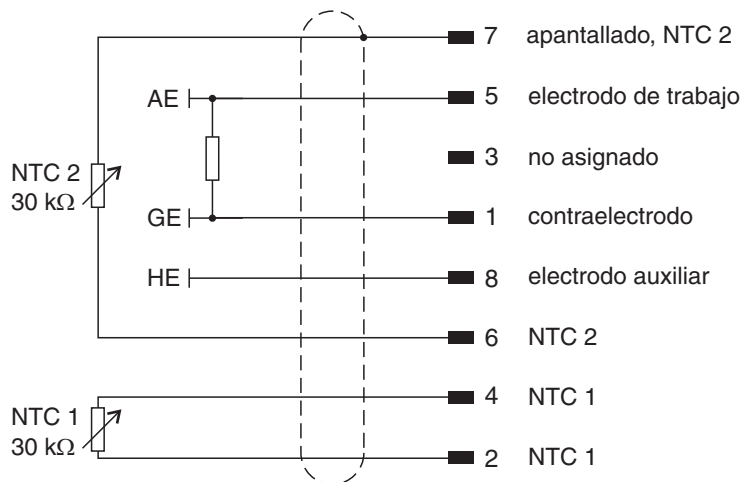 7 apantallado, NTC 2
AE 5 electrodo de trabajo
3 no asignado
NTC 2
30 kΩ
GE 1 contraelectrodo
HE 8 electrodo auxiliar
6 NTC 2
4 NTC 1
NTC 1
30 kΩ
2 NTC 1